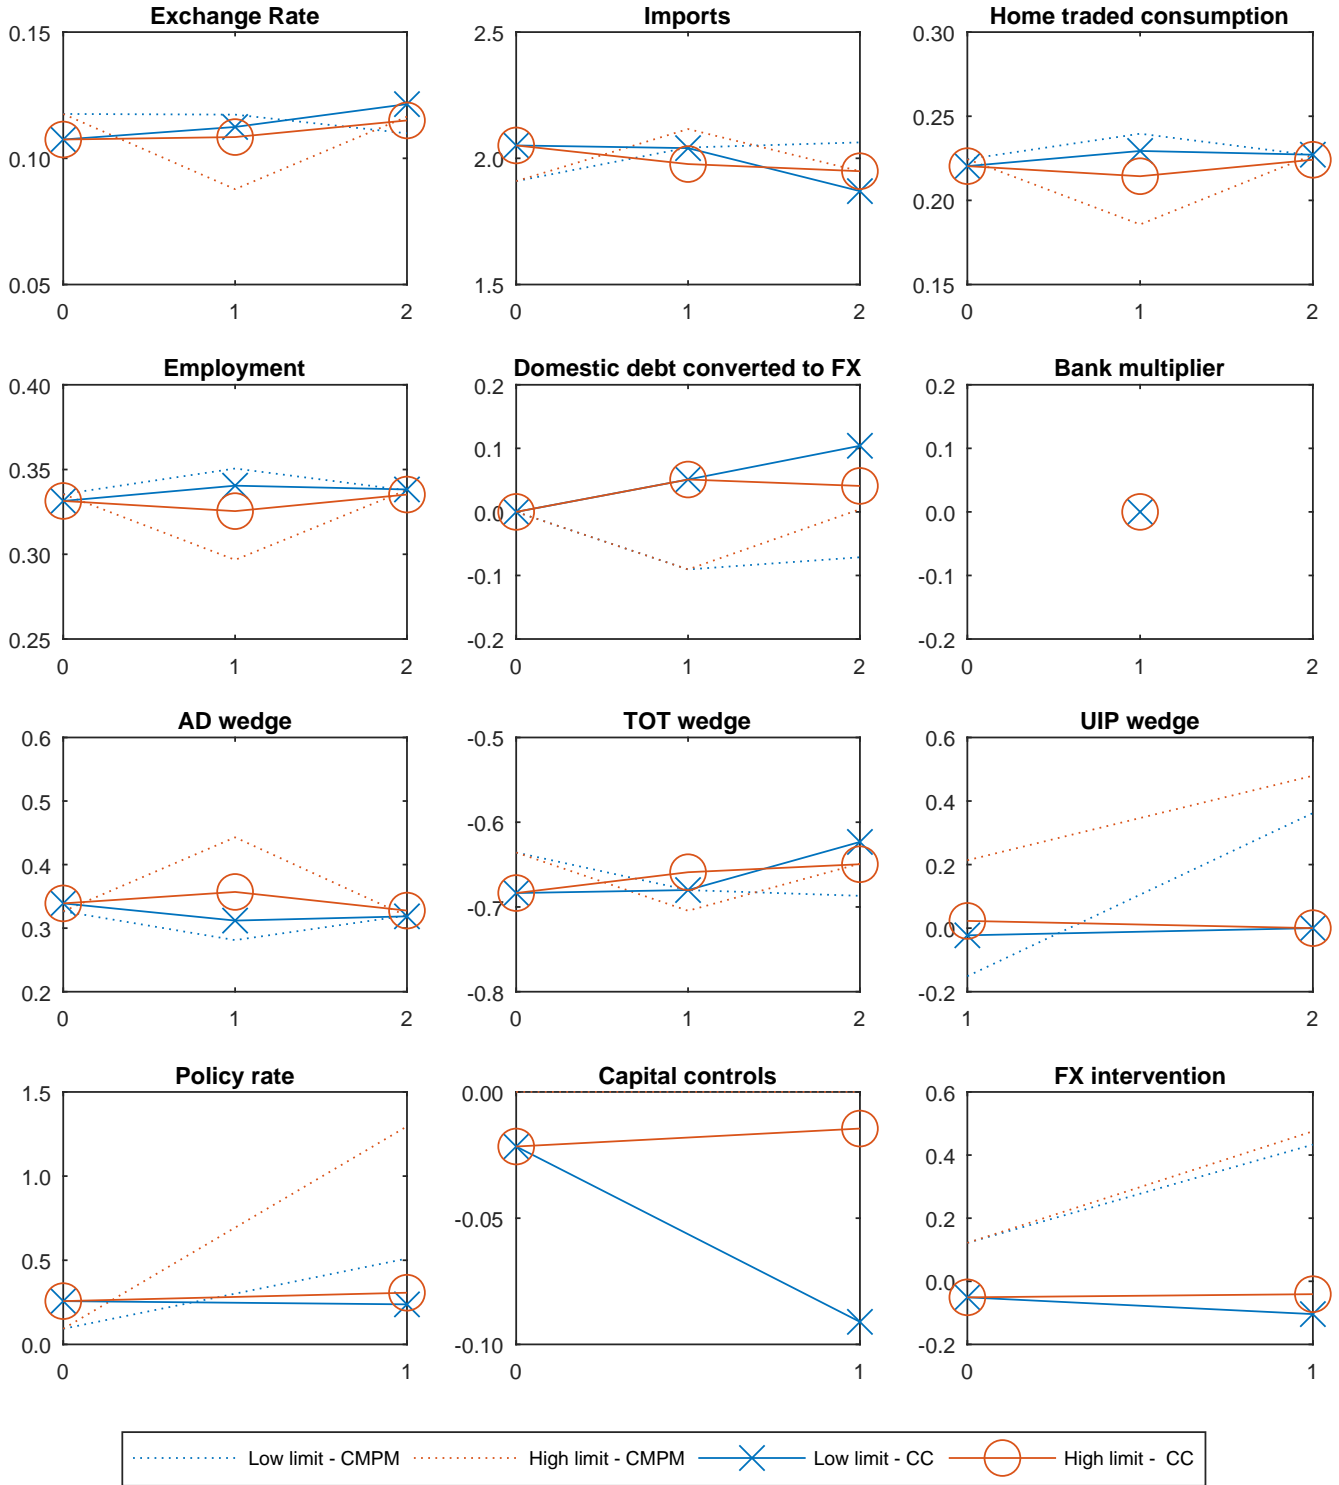 Exchange Rate
Imports
Home traded consumption
0.15
0.10
0.05
0 1 2
2.5
2.0
1.5
0 1 2
0.30
0.25
0.20
0.15
0 1 2
Employment
Domestic debt converted to FX
Bank multiplier
0.40
0.35
0.30
0.25
0 1 2
0.2
0.1
0.0
-0.1
-0.2
0 1 2
0.2
0.1
0.0
-0.1
-0.2
0 1 2
AD wedge
TOT wedge
UIP wedge
0.6
0.5
0.4
0.3
0.2
0 1 2
-0.5
-0.6
-0.7
-0.8
0 1 2
0.6
0.4
0.2
0.0
-0.2
1 2
Policy rate
Capital controls
FX intervention
1.5
1.0
0.5
0.0
0 1
0.00
-0.05
-0.10
0 1
0.6
0.4
0.2
0.0
-0.2
0 1
Low limit - CMPM High limit - CMPM Low limit - CC High limit - CC